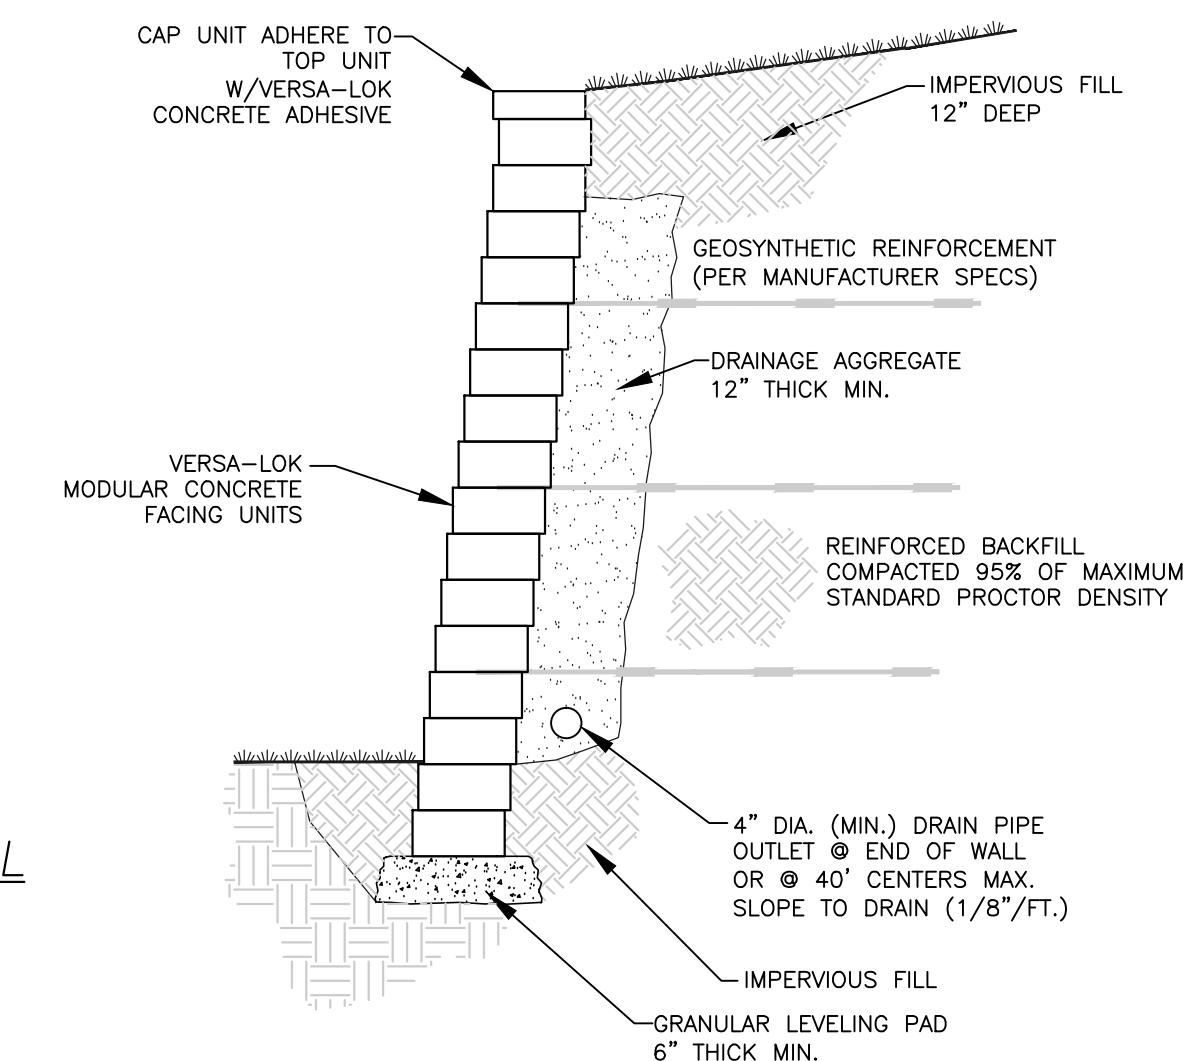 CAP UNIT ADHERE TO
TOP UNIT
W/VERSA-LOK
CONCRETE ADHESIVE
IMPERVIOUS FILL
12" DEEP
GEOSYNTHETIC REINFORCEMENT
(PER MANUFACTURER SPECS)
DRAINAGE AGGREGATE
12" THICK MIN.
VERSA-LOK
MODULAR CONCRETE
FACING UNITS
REINFORCED BACKFILL
COMPACTED 95% OF MAXIMUM
STANDARD PROCTOR DENSITY
4" DIA. (MIN.) DRAIN PIPE
OUTLET @ END OF WALL
OR @ 40' CENTERS MAX.
SLOPE TO DRAIN (1/8"/FT.)
L
IMPERVIOUS FILL
GRANULAR LEVELING PAD
6" THICK MIN.